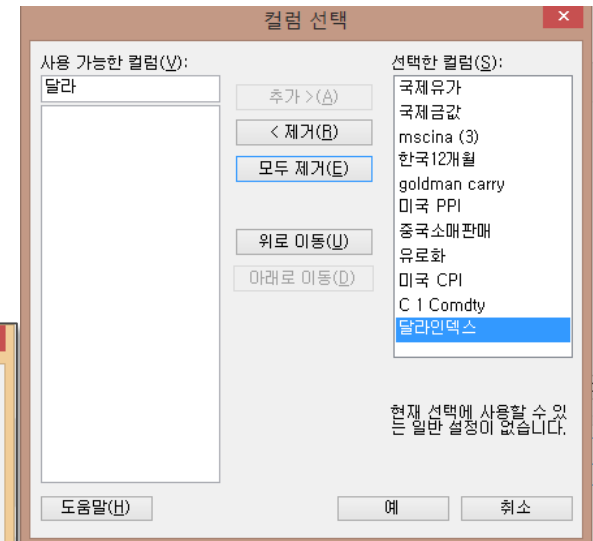 컬럼 선택
사용 가능한 컬럼(V):
달라
추가 >(A)
< 제거(R)
모두 제거(E)
위로 이동(U)
아래로 이동(D)
선택한 컬럼(S):
국제유가
국제금값
mscina (3)
한국12개월
goldman carry
미국 PPI
중국소매판매
유로화
미국 CPI
C 1 Comdty
달라인덱스
현재 선택에 사용할 수 있
는 일반 설정이 없습니다.
도움말(H)
예
취소